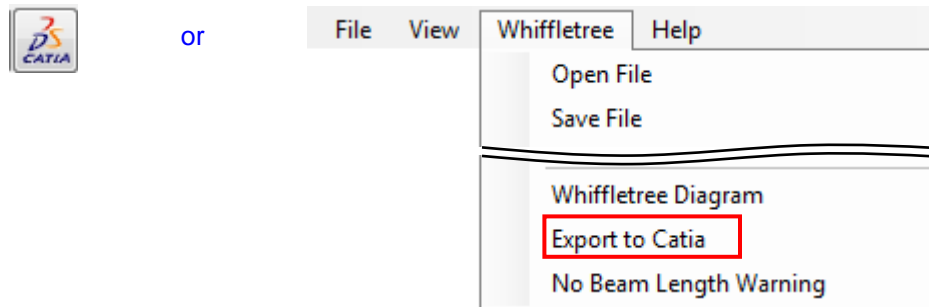 DS
CATIA
or
File View Whiffletree Help
Open File
Save File
Whiffletree Diagram
Export to Catia
No Beam Length Warning